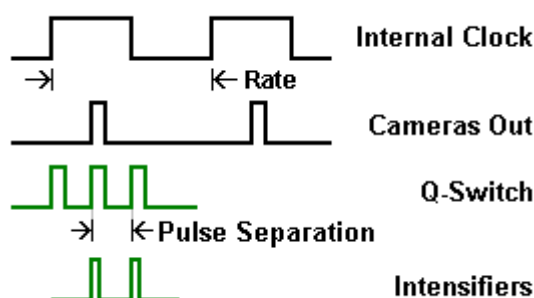 Internal Clock
Rate
Cameras Out
Q-Switch
Pulse Separation
Intensifiers